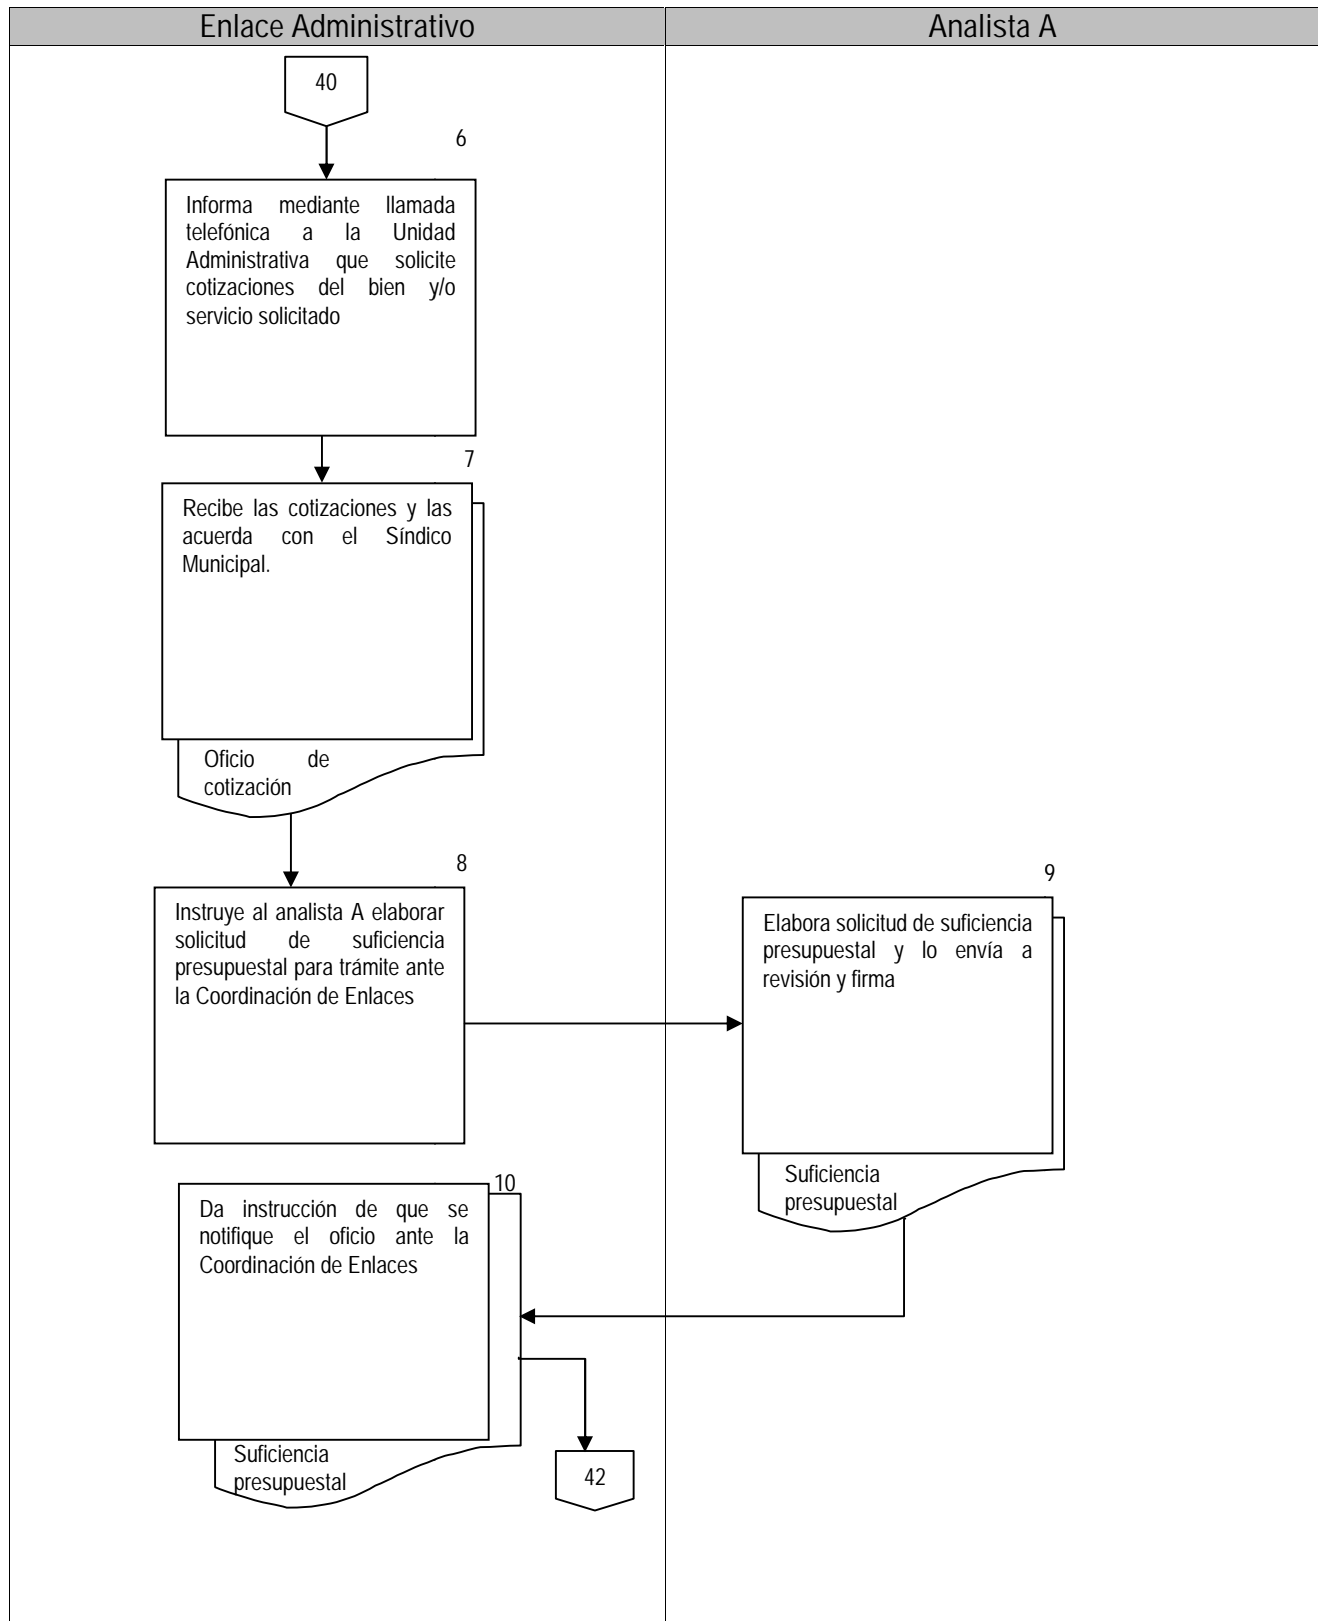 Enlace Administrativo
Analista A
40
6
Informa mediante llamada
telefónica a la Unidad
Administrativa que solicite
cotizaciones del bien y/o
servicio solicitado
7
Recibe las cotizaciones y las
acuerda con el Síndico
Municipal.
Oficio de
cotización
8
Instruye al analista A elaborar
solicitud de suficiencia
presupuestal para trámite ante
la Coordinación de Enlaces
9
Elabora solicitud de suficiencia
presupuestal y lo envía a
revisión y firma
Suficiencia
presupuestal
10
Da instrucción de que se
notifique el oficio ante la
Coordinación de Enlaces
Suficiencia
presupuestal
42